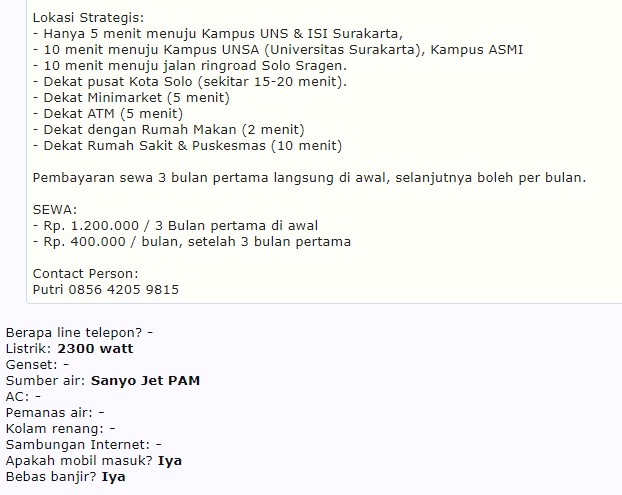 Lokasi Strategis:
- Hanya 5 menit menuju Kampus UNS & ISI Surakarta,
- 10 menit menuju Kampus UNSA (Universitas Surakarta), Kampus ASMI
- 10 menit menuju jalan ringroad Solo Sragen.
- Dekat pusat Kota Solo (sekitar 15-20 menit).
- Dekat Minimarket (5 menit)
- Dekat ATM (5 menit)
- Dekat dengan Rumah Makan (2 menit)
- Dekat Rumah Sakit & Puskesmas (10 menit)
Pembayaran sewa 3 bulan pertama langsung di awal, selanjutnya boleh per bulan.
SEWA:
- Rp. 1.200.000 / 3 Bulan pertama di awal
- Rp. 400.000 / bulan, setelah 3 bulan pertama
Contact Person:
Putri 0856 4205 9815
Berapa line telepon? -
Listrik: 2300 watt
Genset: -
Sumber air: Sanyo Jet PAM
AC: -
Pemanas air: -
Kolam renang: -
Sambungan Internet: -
Apakah mobil masuk? Iya
Bebas banjir? Iya